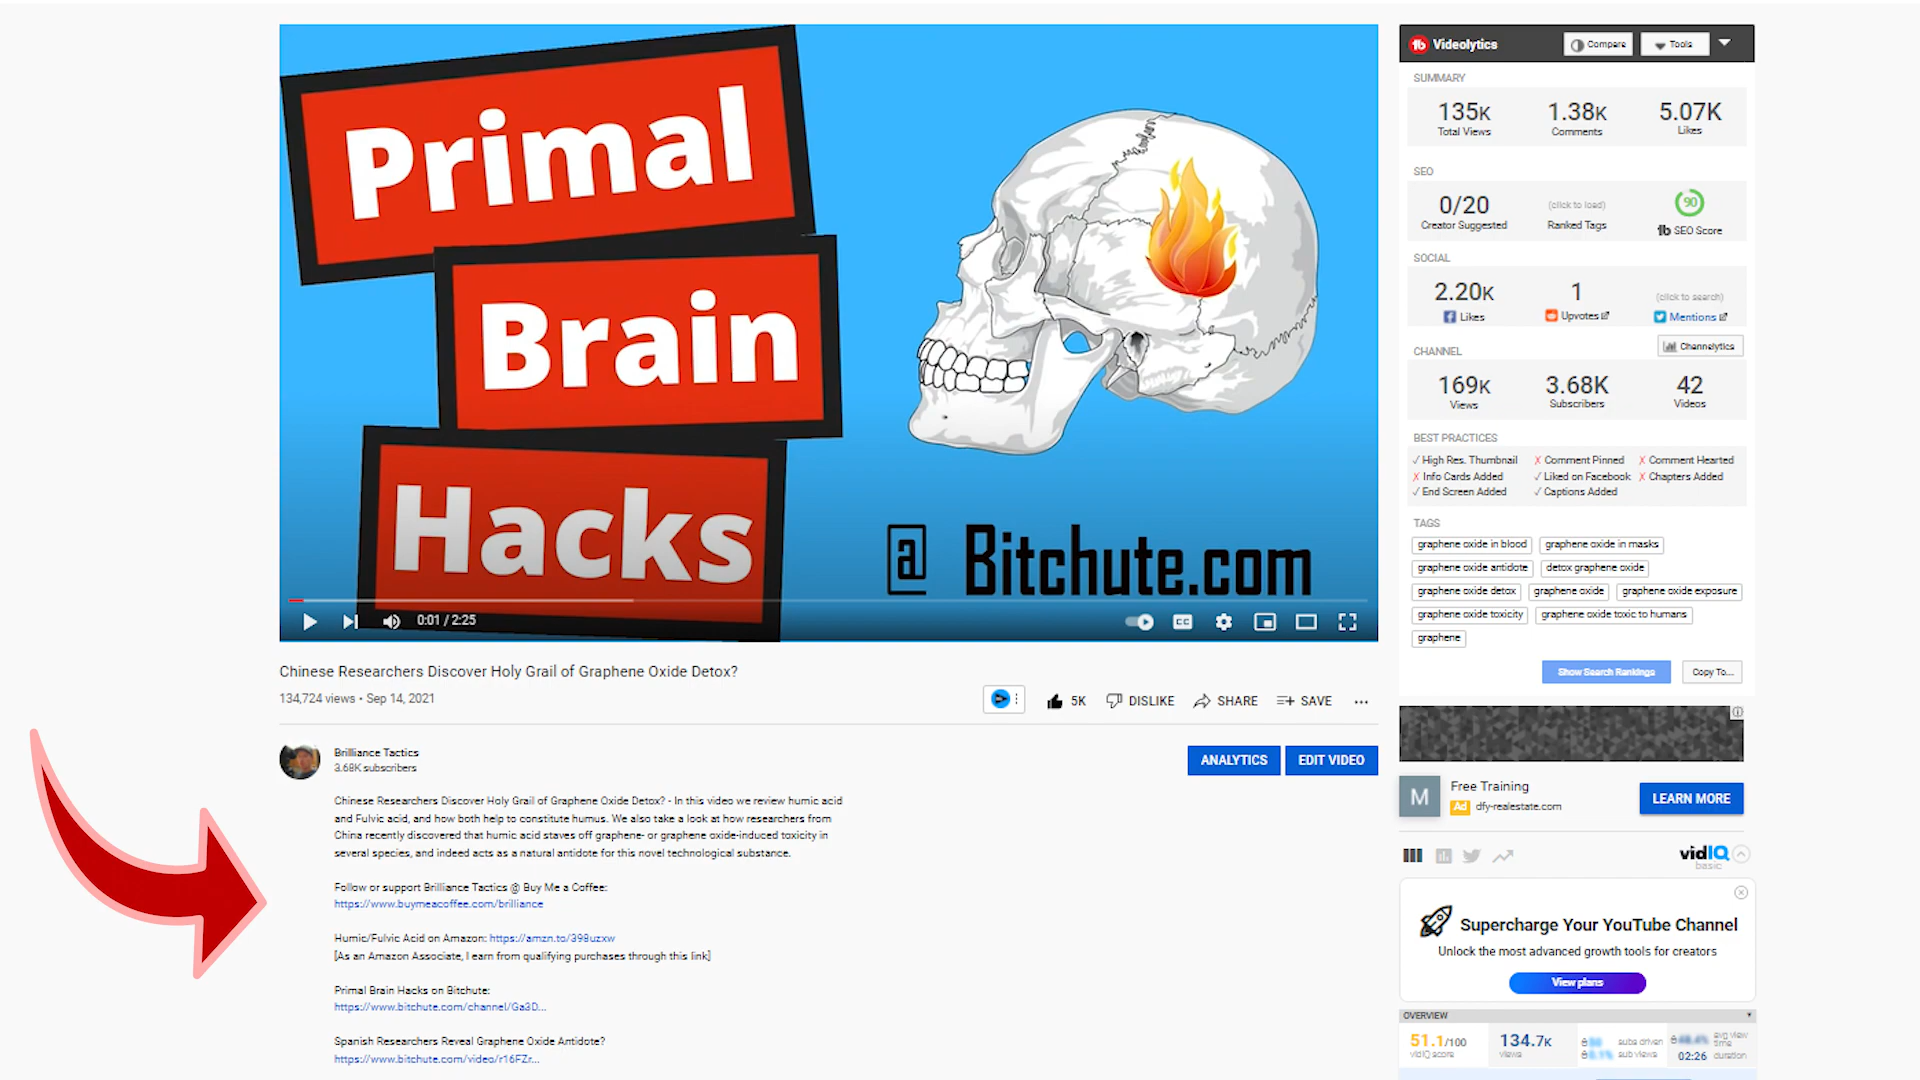 Primal
Brain
Hacks
@ Bitchute.com
0:01 / 2:25
CC
Chinese Researchers Discover Holy Grail of Graphene Oxide Detox?
134,724 views • Sep 14, 2021
5K DISLIKE SHARE SAVE ...
Brilliance Tactics
3.68K subscribers
ANALYTICS EDIT VIDEO
Chinese Researchers Discover Holy Grail of Graphene Oxide Detox? - In this video we review humic acid
and Fulvic acid, and how both help to constitute humus. We also take a look at how researchers from
China recently discovered that humic acid staves off graphene- or graphene oxide-induced toxicity in
several species, and indeed acts as a natural antidote for this novel technological substance.
Follow or support Brilliance Tactics @ Buy Me a Coffee:
https://www.buymeacoffee.com/brilliance
Humic/Fulvic Acid on Amazon: https://amzn.to/398uzxw
[As an Amazon Associate, I earn from qualifying purchases through this link]
Primal Brain Hacks on Bitchute:
https://www.bitchute.com/channel/Ga3D...
Spanish Researchers Reveal Graphene Oxide Antidote?
https://www.bitchute.com/video/r16FZr...
tb Videolytics Compare Tools
SUMMARY
135K 1.38K 5.07K
Total Views Comments Likes
SEO
0/20 (click to load) 90
Creator Suggested Ranked Tags tb SEO Score
SOCIAL
2.20K 1 (click to search)
Likes Upvotes Mentions
CHANNEL Channelytics
169K 3.68K 42
Views Subscribers Videos
BEST PRACTICES
✓ High Res. Thumbnail ✗ Comment Pinned ✗ Comment Hearted
✗ Info Cards Added ✓ Liked on Facebook ✗ Chapters Added
✓ End Screen Added ✓ Captions Added
TAGS
graphene oxide in blood graphene oxide in masks
graphene oxide antidote detox graphene oxide
graphene oxide detox graphene oxide graphene oxide exposure
graphene oxide toxicity graphene oxide toxic to humans
graphene
Show Search Rankings Copy To...
M
Free Training
Ad dfy-realestate.com
LEARN MORE
vidIQ
basic
Supercharge Your YouTube Channel
Unlock the most advanced growth tools for creators
View plans
OVERVIEW
51.1/100 134.7K subs driven avg view time
vidIQ score views sub views 02:26 duration